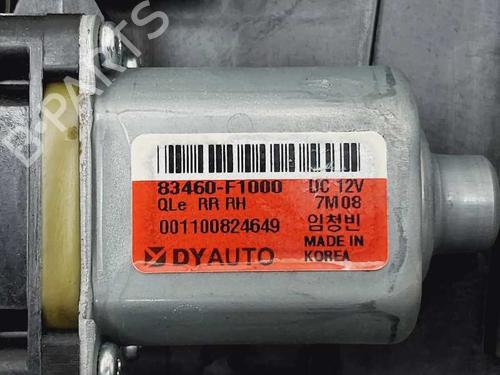 B-PARTS
83460-F1000 DC 12V
QLe RR RH 7M08
001100824649 임청빈
DYAUTO MADE IN
KOREA